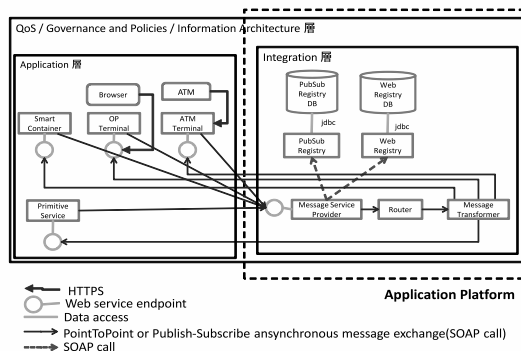 QoS / Governance and Policies / Information Architecture 層
Application 層
Integration 層
Browser
ATM
Smart
Container
OP
Terminal
ATM
Terminal
PubSub
Registry
DB
Web
Registry
DB
jdbc
jdbc
PubSub
Registry
Web
Registry
Primitive
Service
Message Service
Provider
Router
Message
Transformer
Application Platform
HTTPS
Web service endpoint
Data access
PointToPoint or Publish-Subscribe ansynchronous message exchange(SOAP call)
SOAP call